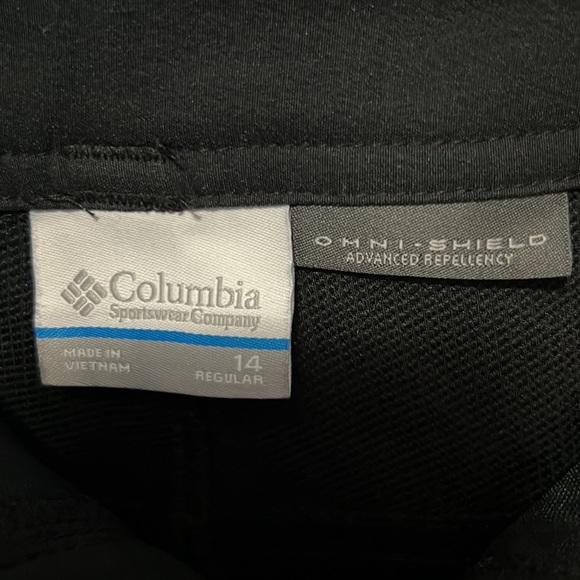 Columbia
Sportswear Company
MADE IN
VIETNAM
14
REGULAR
OMNI-SHIELD
ADVANCED REPELLENCY